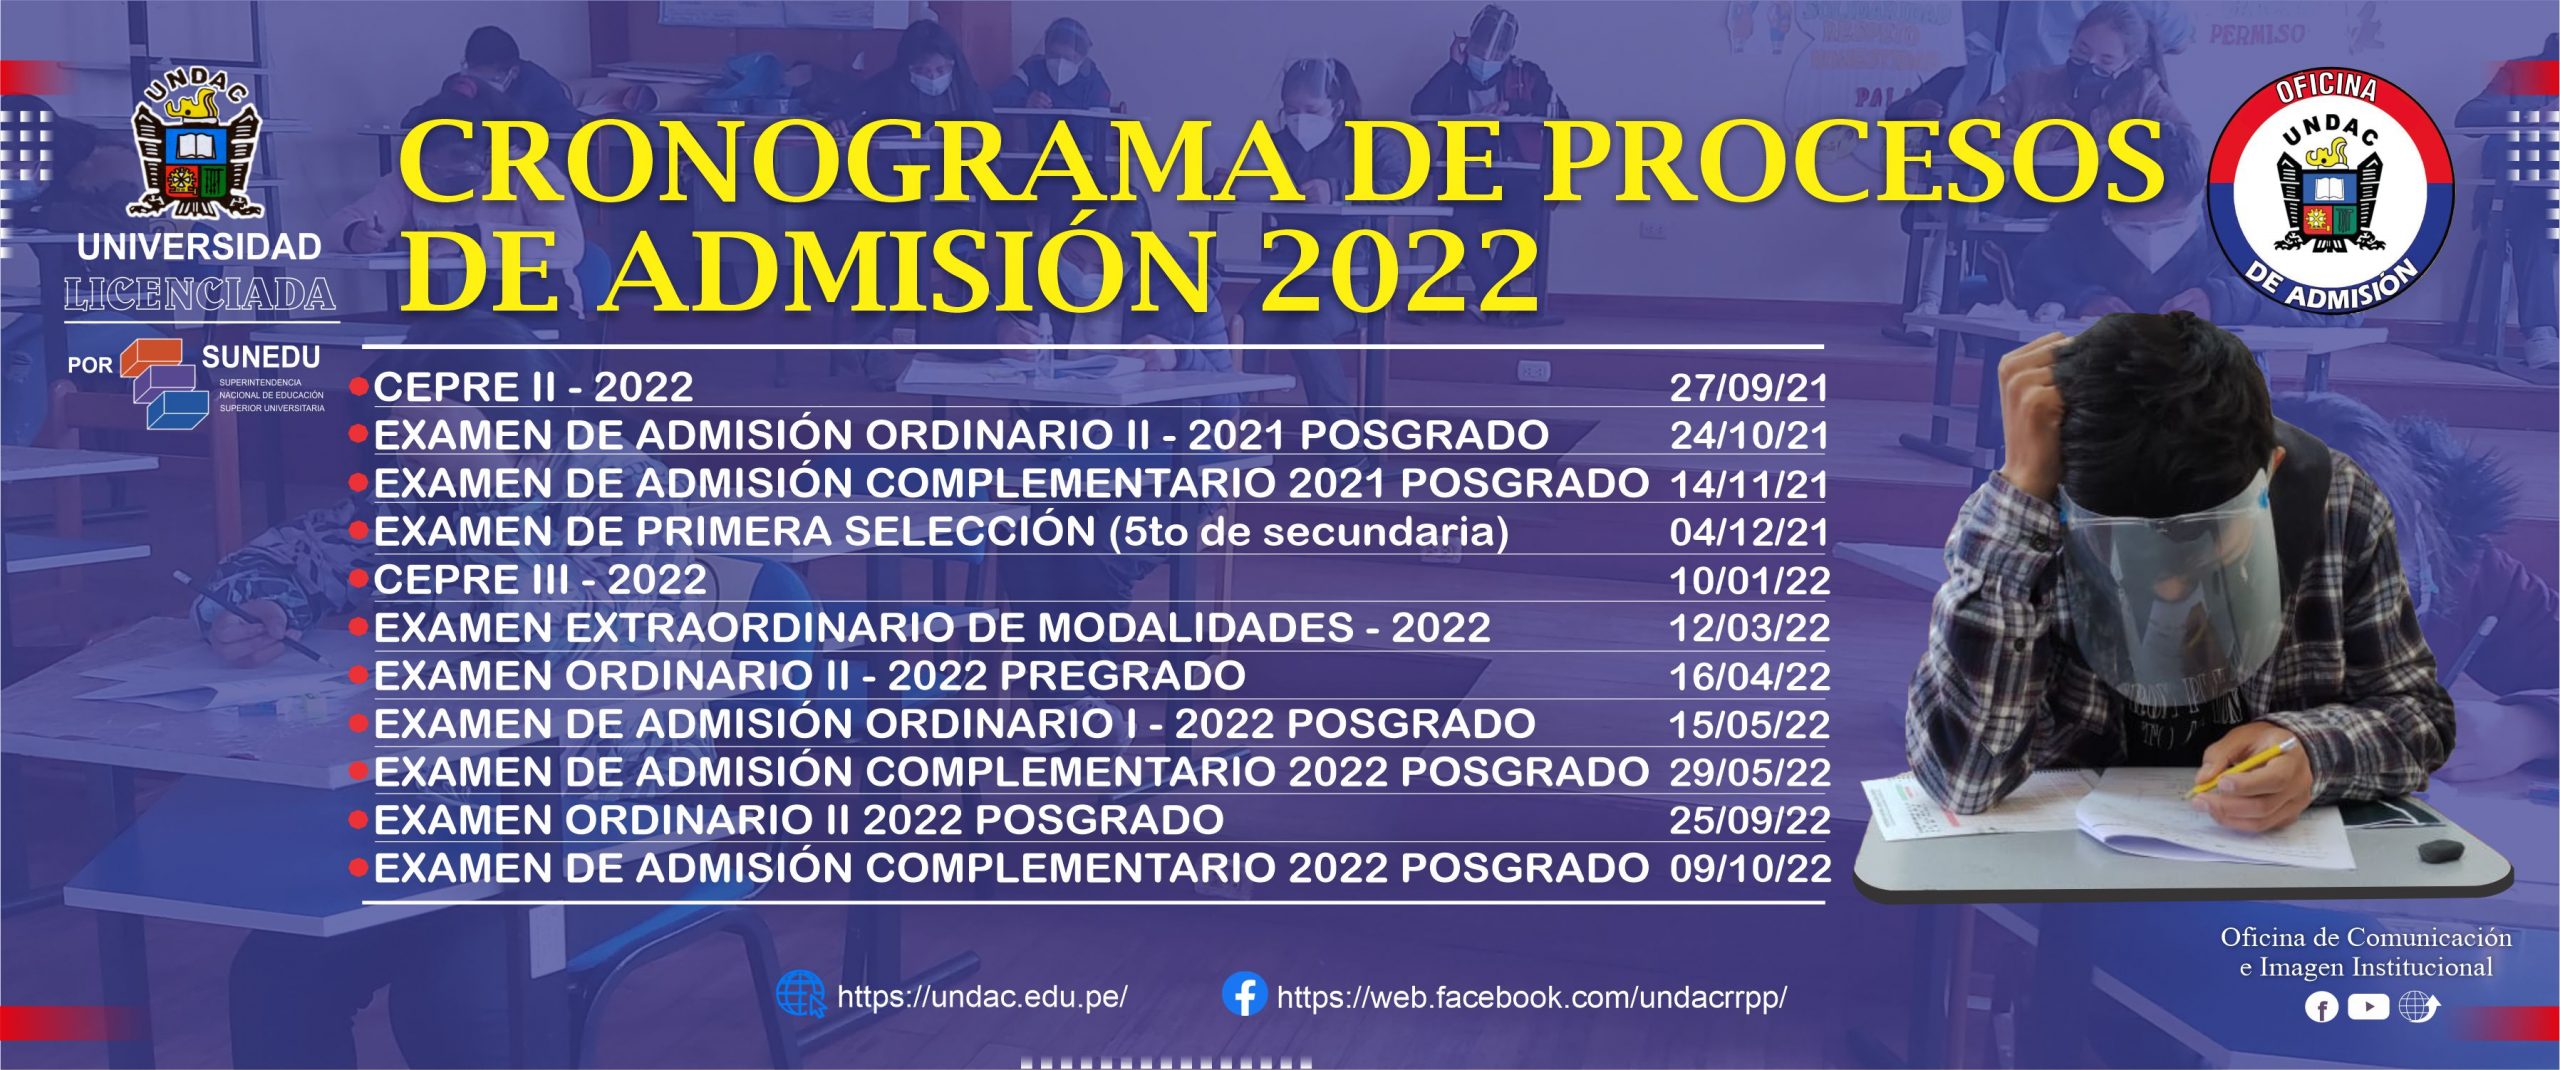 SOLIDARIDAD
RESPETO
PERMISO
UNDAC
UNIVERSIDAD
LICENCIADA
POR
SUNEDU
SUPERINTENDENCIA
NACIONAL DE EDUCACIÓN
SUPERIOR UNIVERSITARIA
CRONOGRAMA DE PROCESOS
DE ADMISIÓN 2022
OFICINA
UNDAC
DE ADMISIÓN
CEPRE II - 2022 27/09/21
EXAMEN DE ADMISIÓN ORDINARIO II - 2021 POSGRADO 24/10/21
EXAMEN DE ADMISIÓN COMPLEMENTARIO 2021 POSGRADO 14/11/21
EXAMEN DE PRIMERA SELECCIÓN (5to de secundaria) 04/12/21
CEPRE III - 2022 10/01/22
EXAMEN EXTRAORDINARIO DE MODALIDADES - 2022 12/03/22
EXAMEN ORDINARIO II - 2022 PREGRADO 16/04/22
EXAMEN DE ADMISIÓN ORDINARIO I - 2022 POSGRADO 15/05/22
EXAMEN DE ADMISIÓN COMPLEMENTARIO 2022 POSGRADO 29/05/22
EXAMEN ORDINARIO II 2022 POSGRADO 25/09/22
EXAMEN DE ADMISIÓN COMPLEMENTARIO 2022 POSGRADO 09/10/22
https://undac.edu.pe/
https://web.facebook.com/undacrrpp/
Oficina de Comunicación
e Imagen Institucional